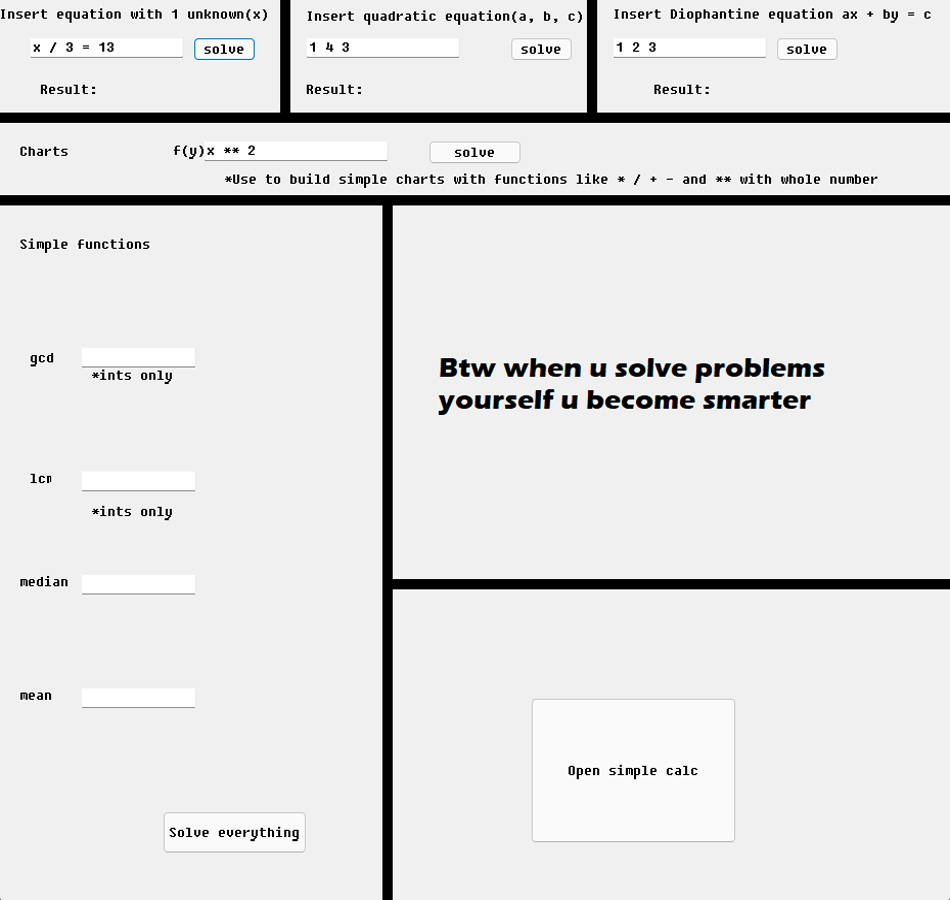 Insert equation with 1 unknown(x)
x / 3 = 13
solve
Result:
Insert quadratic equation(a, b, c)
1 4 3
solve
Result:
Insert Diophantine equation ax + by = c
1 2 3
solve
Result:
Charts
f(y)x ** 2
solve
*Use to build simple charts with functions like * / + - and ** with whole number
Simple functions
gcd
*ints only
lcm
*ints only
median
mean
Solve everything
Btw when u solve problems
yourself u become smarter
Open simple calc